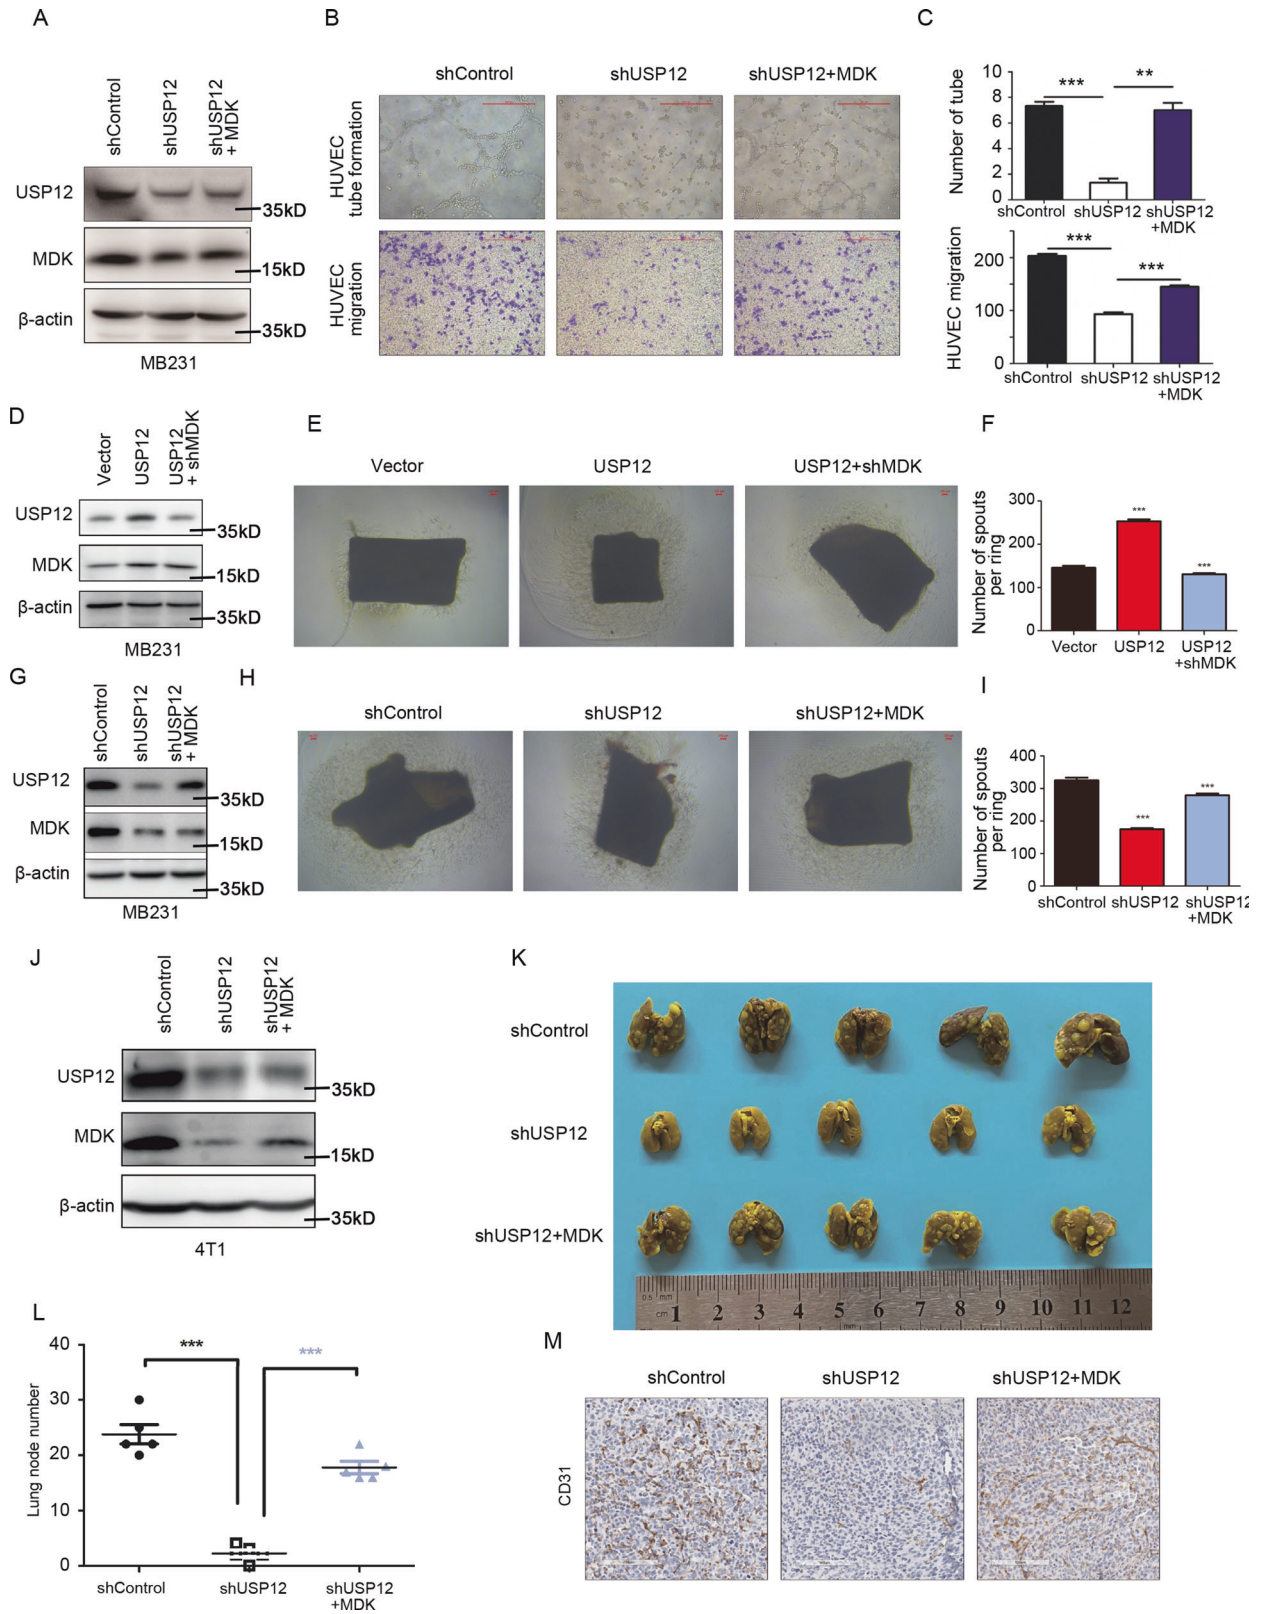 A
shControl
shUSP12
shUSP12
+ MDK
USP12
35kD
MDK
15kD
β-actin
35kD
MB231
B
shControl
shUSP12
shUSP12+MDK
HUVEC
tube formation
HUVEC
migration
C
Number of tube
10
8
6
4
2
0
***
**
shControl
shUSP12
shUSP12
+MDK
HUVEC migration
200
100
0
***
***
shControl
shUSP12
shUSP12
+MDK
D
Vector
USP12
USP12
+ shMDK
USP12
35kD
MDK
15kD
β-actin
35kD
MB231
E
Vector
USP12
USP12+shMDK
F
Number of spouts
per ring
300
200
100
0
***
***
Vector
USP12
USP12
+shMDK
G
shControl
shUSP12
shUSP12
+ MDK
USP12
35kD
MDK
15kD
β-actin
35kD
MB231
H
shControl
shUSP12
shUSP12+MDK
I
Number of spouts
per ring
400
300
200
100
0
***
***
shControl
shUSP12
shUSP12
+MDK
J
shControl
shUSP12
shUSP12
+ MDK
USP12
35kD
MDK
15kD
β-actin
35kD
4T1
K
shControl
shUSP12
shUSP12+MDK
0.5 mm
cm 1 2 3 4 5 6 7 8 9 10 11 12
mm
L
Lung node number
40
30
20
10
0
***
***
shControl
shUSP12
shUSP12
+MDK
M
shControl
shUSP12
shUSP12+MDK
CD31